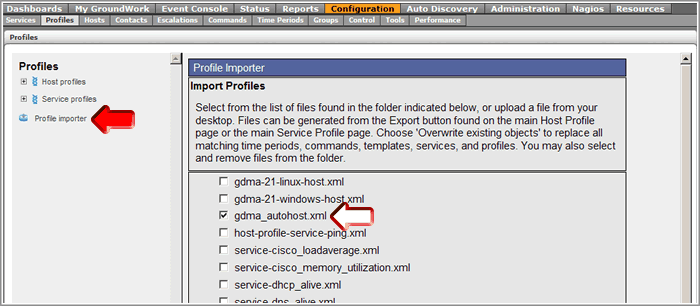 Dashboards My GroundWork Event Console Status Reports Configuration Auto Discovery Administration Nagios Resources
Services Profiles Hosts Contacts Escalations Commands Time Periods Groups Control Tools Performance
Profiles
Profiles
Host profiles
Service profiles
Profile importer
Profile Importer
Import Profiles
Select from the list of files found in the folder indicated below, or upload a file from your
desktop. Files can be generated from the Export button found on the main Host Profile
page or the main Service Profile page. Choose 'Overwrite existing objects' to replace all
matching time periods, commands, templates, services, and profiles. You may also select
and remove files from the folder.
gdma-21-linux-host.xml
gdma-21-windows-host.xml
gdma_autohost.xml
host-profile-service-ping.xml
service-cisco_loadaverage.xml
service-cisco_memory_utilization.xml
service-dhcp_alive.xml
service-dns_alive.xml